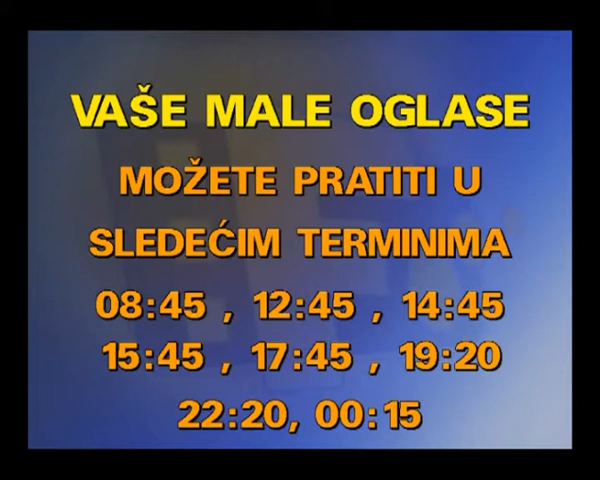 VAŠE MALE OGLASE
MOŽETE PRATITI U
SLEDEĆIM TERMINIMA
08:45 , 12:45 , 14:45
15:45 , 17:45 , 19:20
22:20, 00:15